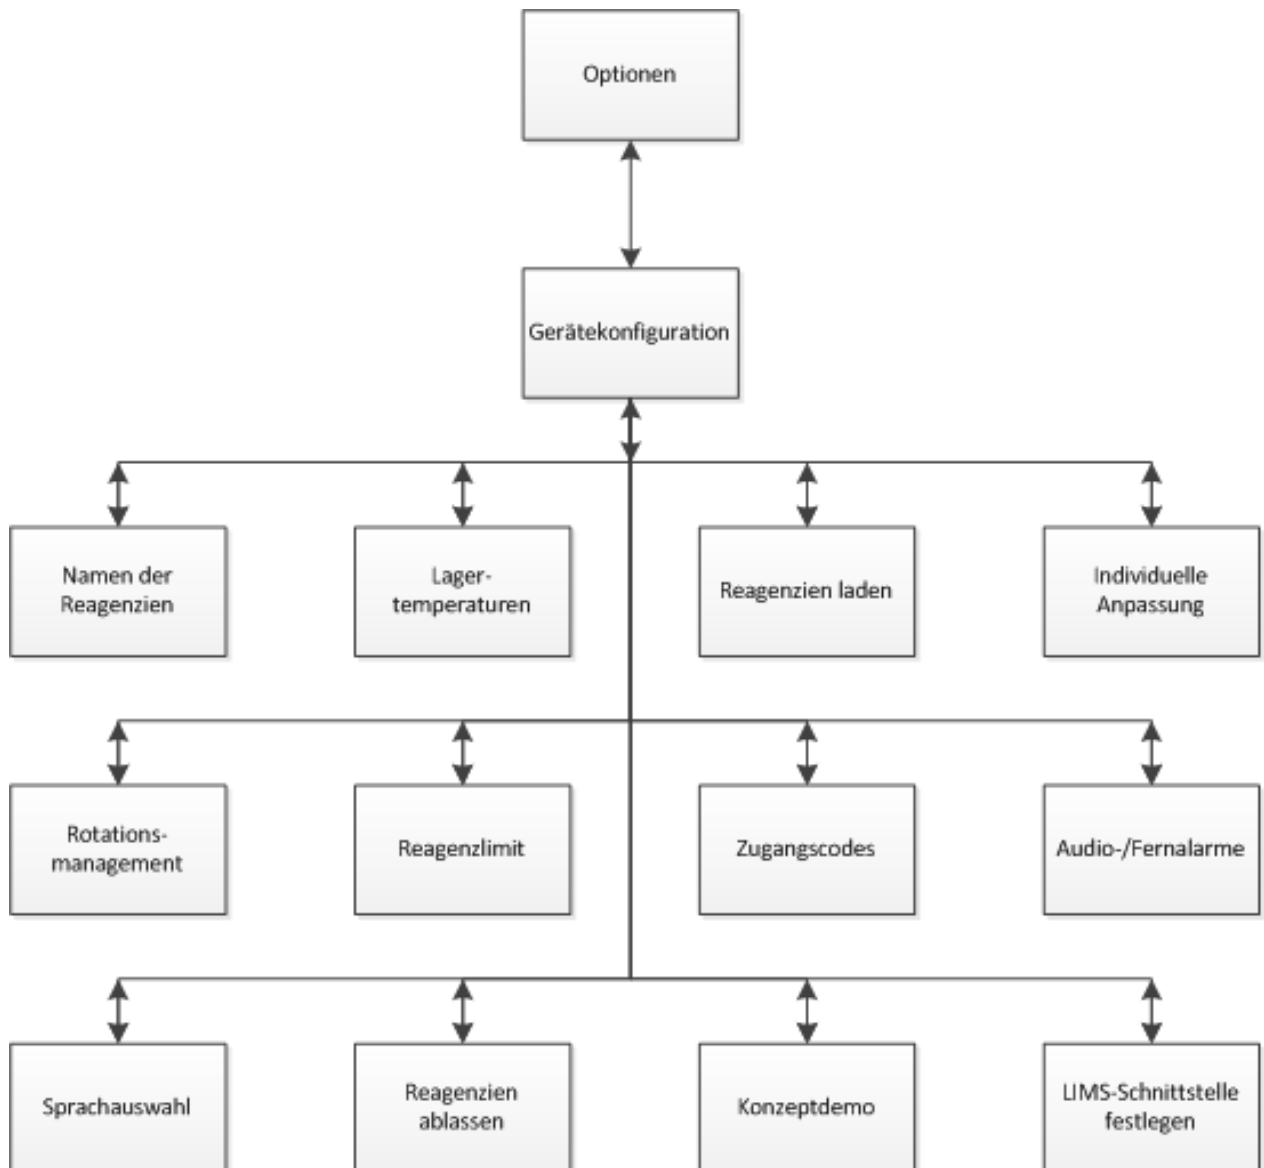 Optionen
Gerätekonfiguration
Namen der
Reagenzien
Lager-
temperaturen
Reagenzien laden
Individuelle
Anpassung
Rotations-
management
Reagenzlimit
Zugangscodes
Audio-/Fernalarme
Sprachauswahl
Reagenzien
ablassen
Konzeptdemo
LIMS-Schnittstelle
festlegen